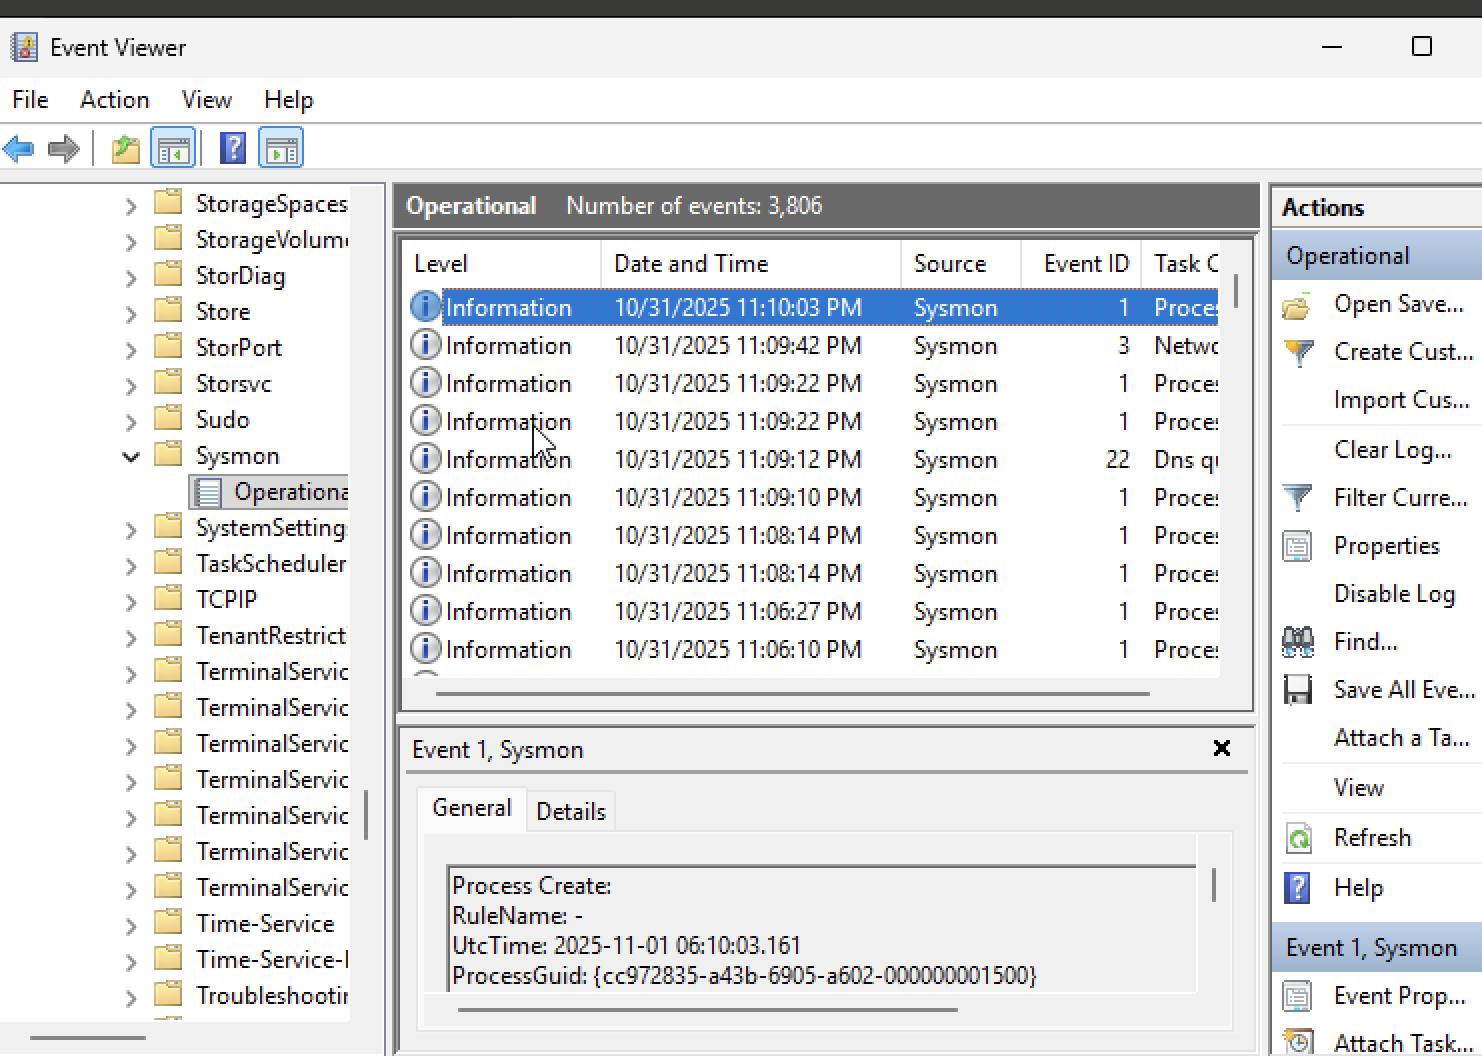 Event Viewer
File Action View Help
StorageSpaces
StorageVolum
StorDiag
Store
StorPort
Storsvc
Sudo
Sysmon
Operationa
SystemSetting
TaskScheduler
TCPIP
TenantRestrict
TerminalServic
TerminalServic
TerminalServic
TerminalServic
TerminalServic
TerminalServic
TerminalServic
Time-Service
Time-Service-
Troubleshooti
Operational Number of events: 3,806
Level Date and Time Source Event ID Task C
Information 10/31/2025 11:10:03 PM Sysmon 1 Proces
Information 10/31/2025 11:09:42 PM Sysmon 3 Netwo
Information 10/31/2025 11:09:22 PM Sysmon 1 Proces
Information 10/31/2025 11:09:22 PM Sysmon 1 Proces
Information 10/31/2025 11:09:12 PM Sysmon 22 Dns qu
Information 10/31/2025 11:09:10 PM Sysmon 1 Proces
Information 10/31/2025 11:08:14 PM Sysmon 1 Proces
Information 10/31/2025 11:08:14 PM Sysmon 1 Proces
Information 10/31/2025 11:06:27 PM Sysmon 1 Proces
Information 10/31/2025 11:06:10 PM Sysmon 1 Proces
Event 1, Sysmon
General Details
Process Create:
RuleName: -
UtcTime: 2025-11-01 06:10:03.161
ProcessGuid: {cc972835-a43b-6905-a602-000000001500}
Actions
Operational
Open Save...
Create Cust...
Import Cus...
Clear Log...
Filter Curre...
Properties
Disable Log
Find...
Save All Eve...
Attach a Ta...
View
Refresh
Help
Event 1, Sysmon
Event Prop...
Attach Task...